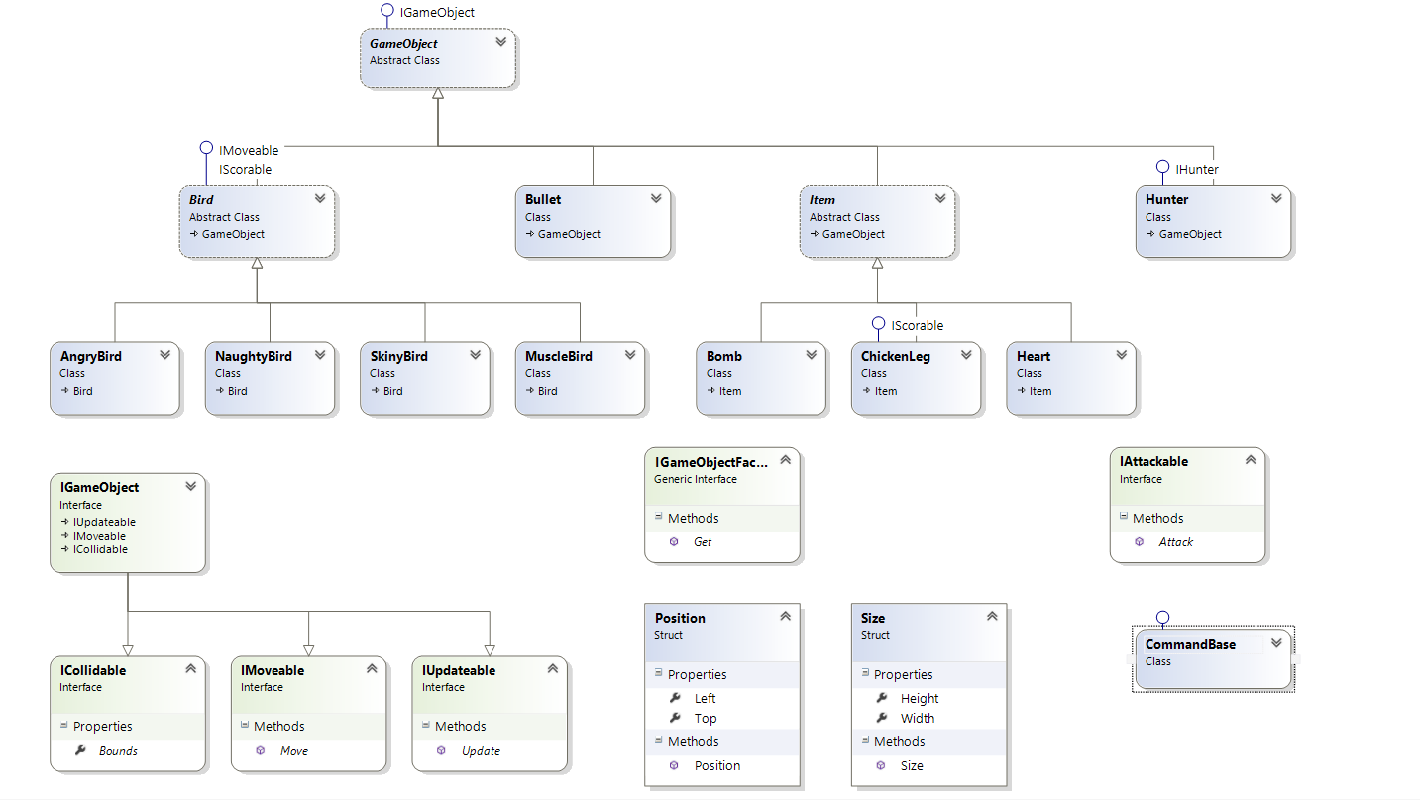 IGameObject
GameObject
Abstract Class
IMoveable
IScorable
IHunter
Bird
Abstract Class
GameObject
Bullet
Class
GameObject
Item
Abstract Class
GameObject
Hunter
Class
GameObject
IScorable
AngryBird
Class
Bird
NaughtyBird
Class
Bird
SkinyBird
Class
Bird
MuscleBird
Class
Bird
Bomb
Class
Item
ChickenLeg
Class
Item
Heart
Class
Item
IGameObject
Interface
IUpdateable
IMoveable
ICollidable
IGameObjectFac...
Generic Interface
Methods
Get
IAttackable
Interface
Methods
Attack
ICollidable
Interface
Properties
Bounds
IMoveable
Interface
Methods
Move
IUpdateable
Interface
Methods
Update
Position
Struct
Properties
Left
Top
Methods
Position
Size
Struct
Properties
Height
Width
Methods
Size
CommandBase
Class